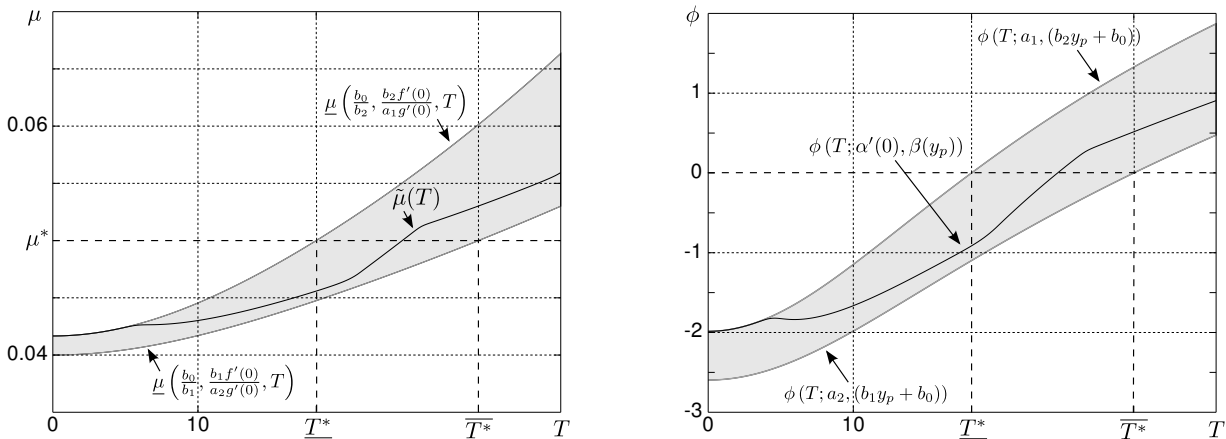 μ
0.06
μ*
0.04
0
10
T*
T*
T
μ (b0/b2, b2f'(0)/a1g'(0), T)
μ̃(T)
μ (b0/b1, b1f'(0)/a2g'(0), T)
ϕ
1
0
-1
-2
-3
0
10
T*
T*
T
ϕ (T; a1, (b2yp + b0))
ϕ (T; α'(0), β(yp))
ϕ (T; a2, (b1yp + b0))